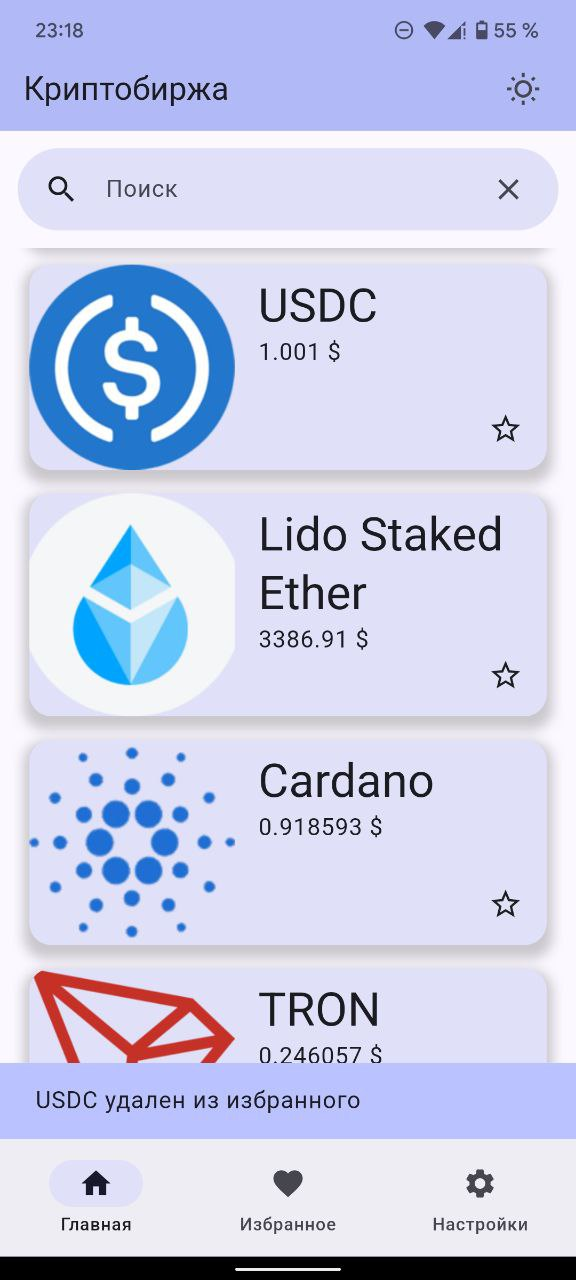 23:18
55 %
Криптобиржа
Поиск
USDC
1.001 $
Lido Staked
Ether
3386.91 $
Cardano
0.918593 $
TRON
0.246057 $
USDC удален из избранного
Главная
Избранное
Настройки